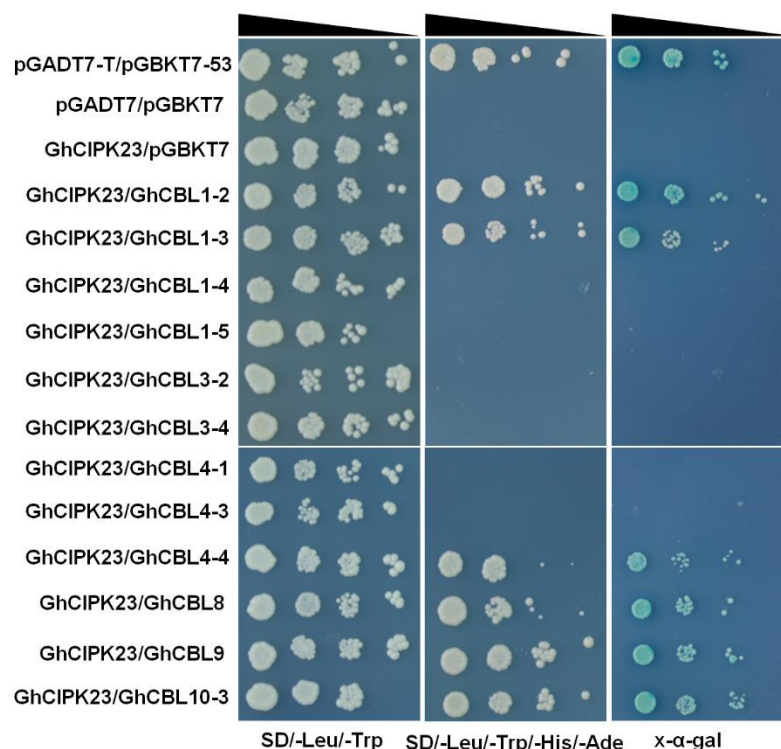 pGADT7-T/pGBKT7-53
pGADT7/pGBKT7
GhCIPK23/pGBKT7
GhCIPK23/GhCBL1-2
GhCIPK23/GhCBL1-3
GhCIPK23/GhCBL1-4
GhCIPK23/GhCBL1-5
GhCIPK23/GhCBL3-2
GhCIPK23/GhCBL3-4
GhCIPK23/GhCBL4-1
GhCIPK23/GhCBL4-3
GhCIPK23/GhCBL4-4
GhCIPK23/GhCBL8
GhCIPK23/GhCBL9
GhCIPK23/GhCBL10-3
SD/-Leu/-Trp SD/-Leu/-Trp/-His/-Ade x-α-gal